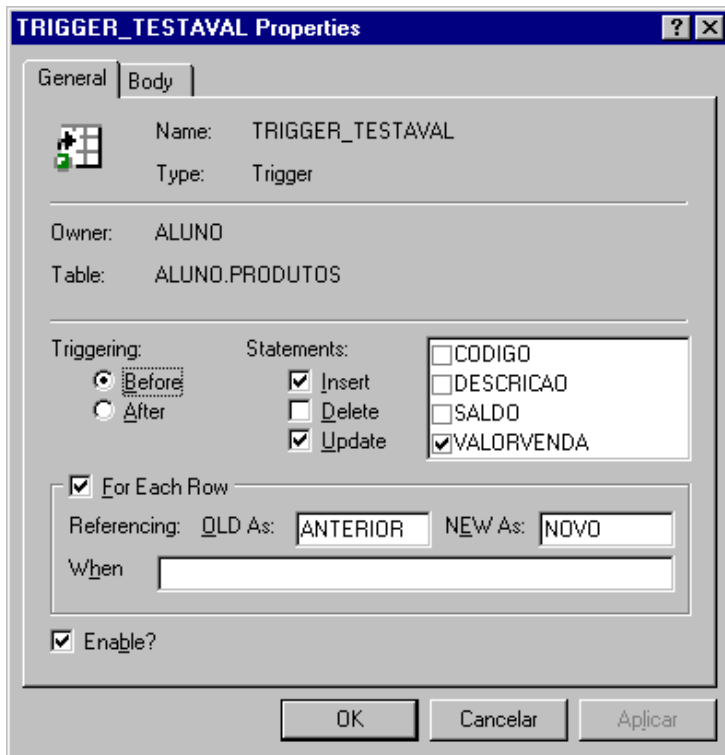 TRIGGER_TESTAVAL Properties
General Body
Name: TRIGGER_TESTAVAL
Type: Trigger
Owner: ALUNO
Table: ALUNO.PRODUTOS
Triggering: Statements:
Before Insert CODIGO
After Delete DESCRICAO
Update SALDO
VALORVENDA
For Each Row
Referencing: OLD As: ANTERIOR NEW As: NOVO
When
Enable?
OK Cancelar Aplicar